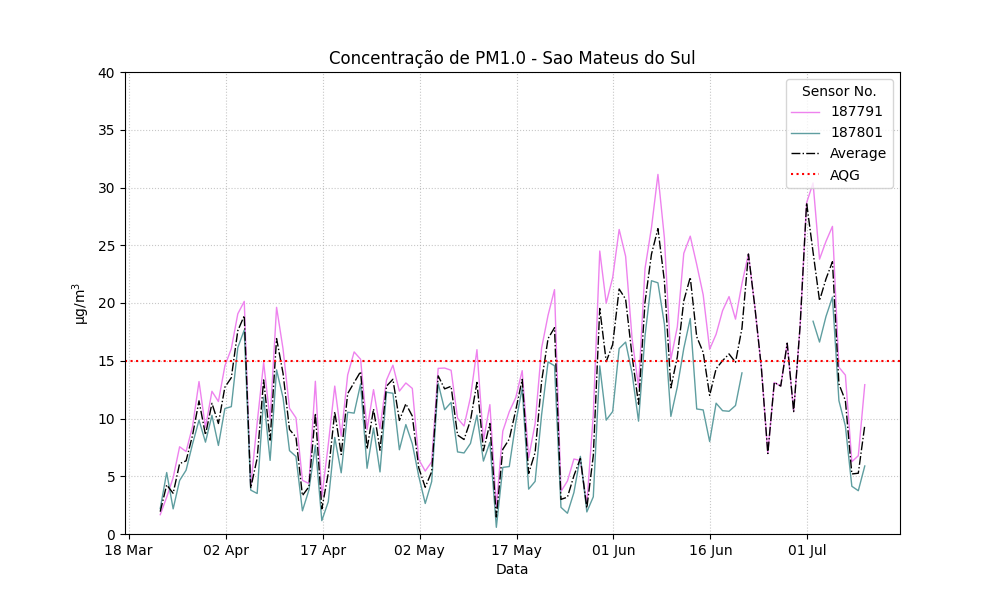 Concentração de PM1.0 - Sao Mateus do Sul
Sensor No.
187791
187801
Average
AQG
40
35
30
25
20
15
10
5
0
µg/m³
18 Mar
02 Apr
17 Apr
02 May
17 May
01 Jun
16 Jun
01 Jul
Data